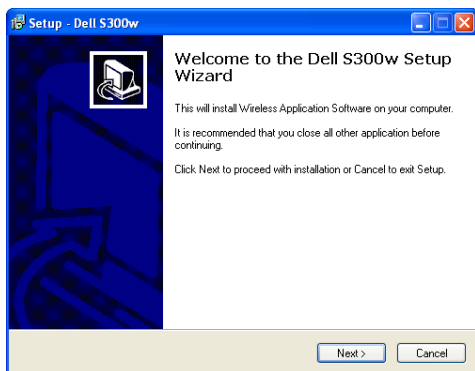 Setup - Dell S300w
Welcome to the Dell S300w Setup
Wizard
This will install Wireless Application Software on your computer.
It is recommended that you close all other application before
continuing.
Click Next to proceed with installation or Cancel to exit Setup.
Next >
Cancel